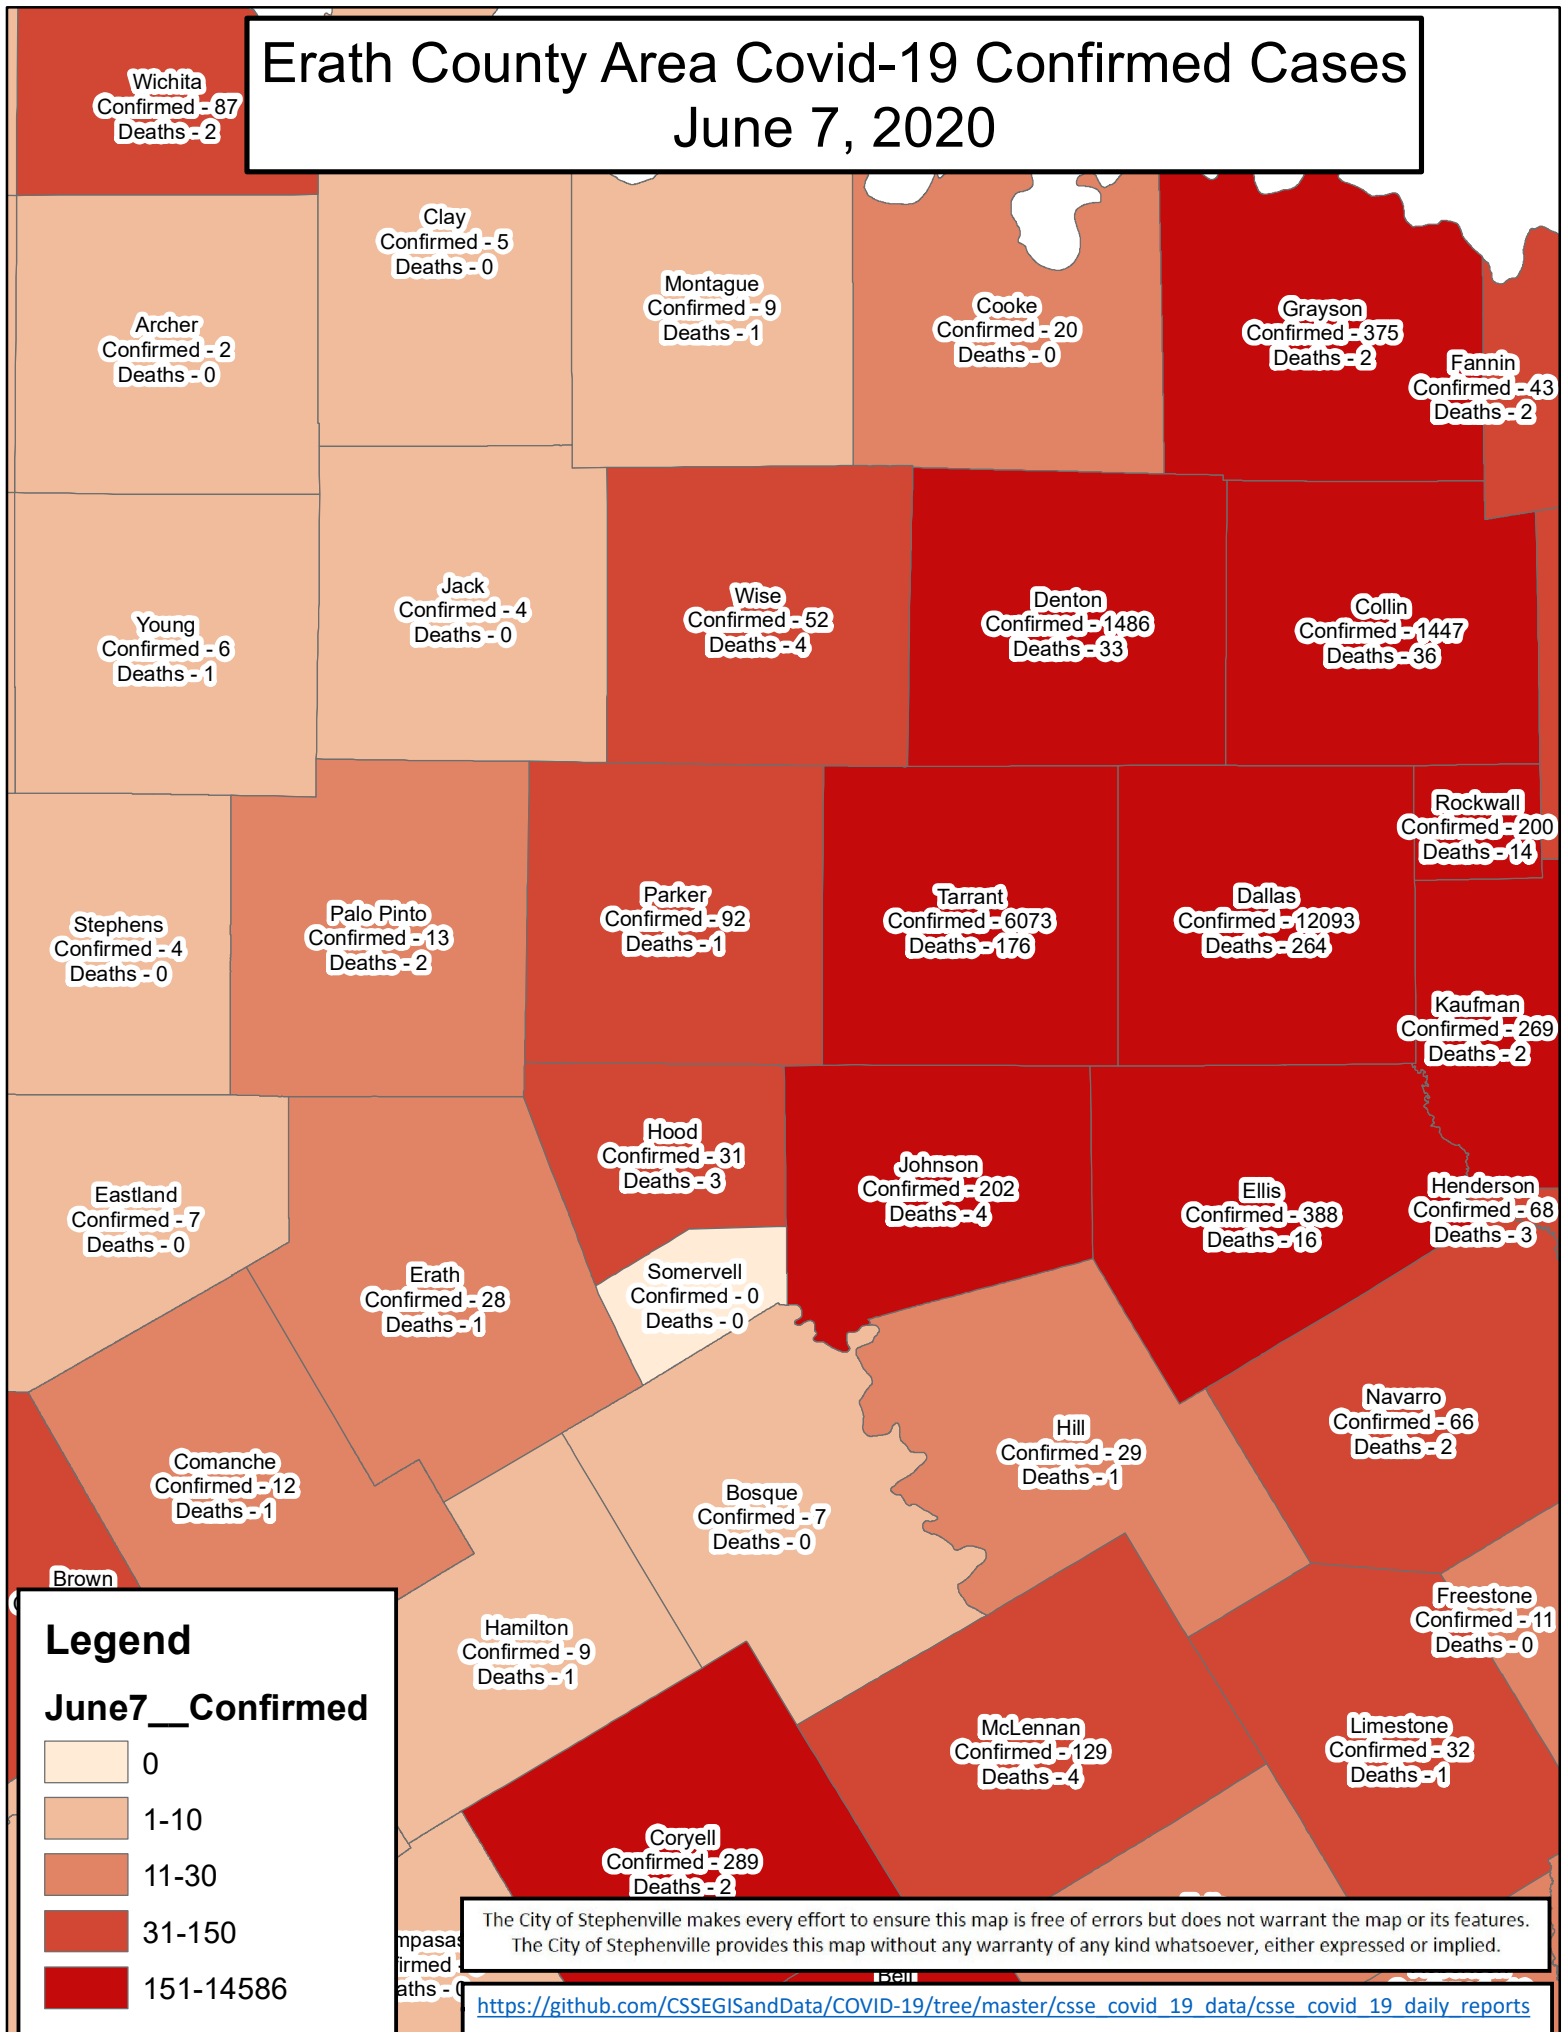 Erath County Area Covid-19 Confirmed Cases
June 7, 2020
Wichita
Confirmed - 87
Deaths - 2
Clay
Confirmed - 5
Deaths - 0
Montague
Confirmed - 9
Deaths - 1
Cooke
Confirmed - 20
Deaths - 0
Grayson
Confirmed - 375
Deaths - 2
Fannin
Confirmed - 43
Deaths - 2
Archer
Confirmed - 2
Deaths - 0
Young
Confirmed - 6
Deaths - 1
Jack
Confirmed - 4
Deaths - 0
Wise
Confirmed - 52
Deaths - 4
Denton
Confirmed - 1486
Deaths - 33
Collin
Confirmed - 1447
Deaths - 36
Rockwall
Confirmed - 200
Deaths - 14
Stephens
Confirmed - 4
Deaths - 0
Palo Pinto
Confirmed - 13
Deaths - 2
Parker
Confirmed - 92
Deaths - 1
Tarrant
Confirmed - 6073
Deaths - 176
Dallas
Confirmed - 12093
Deaths - 264
Kaufman
Confirmed - 269
Deaths - 2
Eastland
Confirmed - 7
Deaths - 0
Erath
Confirmed - 28
Deaths - 1
Hood
Confirmed - 31
Deaths - 3
Somervell
Confirmed - 0
Deaths - 0
Johnson
Confirmed - 202
Deaths - 4
Ellis
Confirmed - 388
Deaths - 16
Henderson
Confirmed - 68
Deaths - 3
Comanche
Confirmed - 12
Deaths - 1
Bosque
Confirmed - 7
Deaths - 0
Hill
Confirmed - 29
Deaths - 1
Navarro
Confirmed - 66
Deaths - 2
Brown
Hamilton
Confirmed - 9
Deaths - 1
Freestone
Confirmed - 11
Deaths - 0
McLennan
Confirmed - 129
Deaths - 4
Limestone
Confirmed - 32
Deaths - 1
Coryell
Confirmed - 289
Deaths - 2
mpasas
firmed -
aths - 0
Bell
Legend
June7__Confirmed
0
1-10
11-30
31-150
151-14586
The City of Stephenville makes every effort to ensure this map is free of errors but does not warrant the map or its features.
The City of Stephenville provides this map without any warranty of any kind whatsoever, either expressed or implied.
https://github.com/CSSEGISandData/COVID-19/tree/master/csse_covid_19_data/csse_covid_19_daily_reports